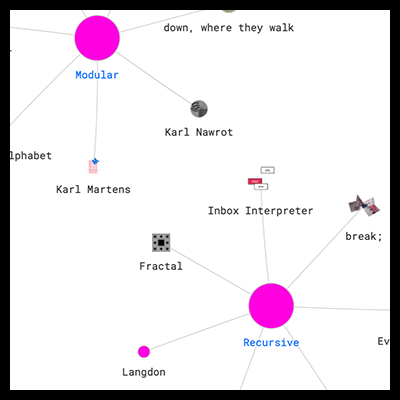 down, where they walk
Modular
Karl Nawrot
lphabet
Karl Martens
Inbox Interpreter
break;
Fractal
Recursive
Ev
Langdon